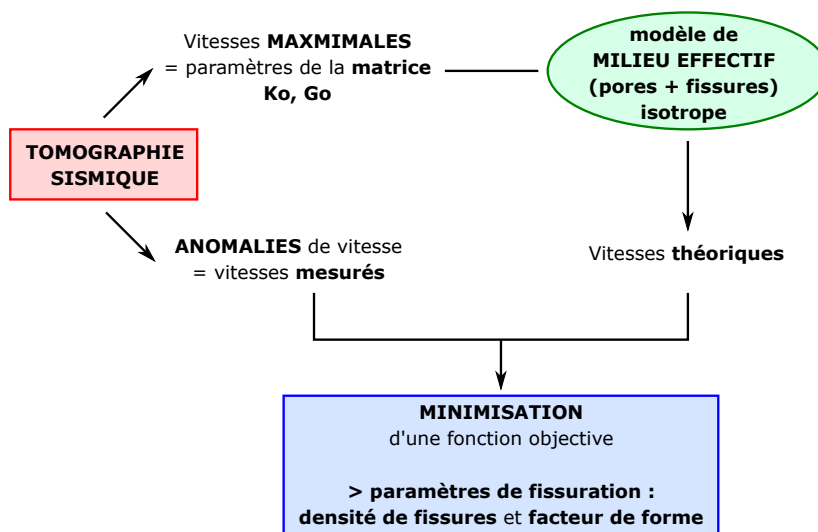 Vitesses MAXMIMALES
= paramètres de la matrice
Ko, Go
modèle de
MILIEU EFFECTIF
(pores + fissures)
isotrope
TOMOGRAPHIE
SISMIQUE
ANOMALIES de vitesse
= vitesses mesurés
Vitesses théoriques
MINIMISATION
d'une fonction objective
> paramètres de fissuration :
densité de fissures et facteur de forme